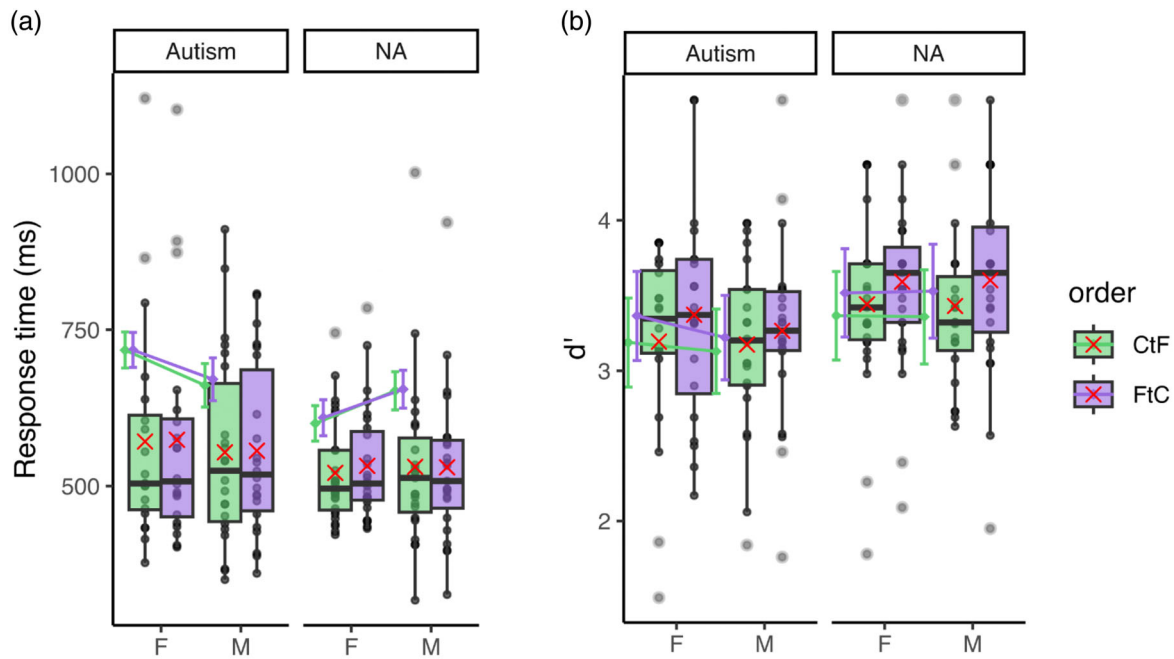 (a)
Autism NA
1000
750
500
Response time (ms)
F M F M
(b)
Autism NA
4
3
2
d'
F M F M
order
CtF
FtC